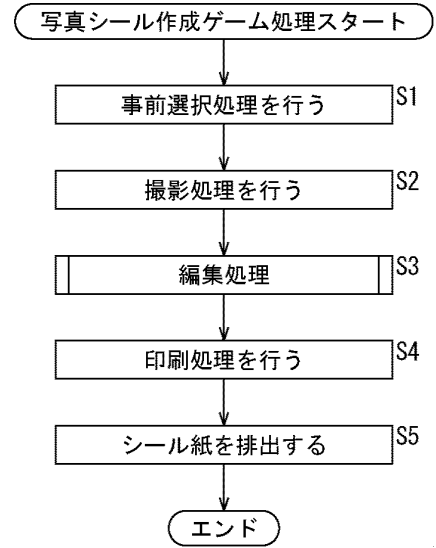 写真シール作成ゲーム処理スタート
事前選択処理を行う
S1
撮影処理を行う
S2
編集処理
S3
印刷処理を行う
S4
シール紙を排出する
S5
エンド